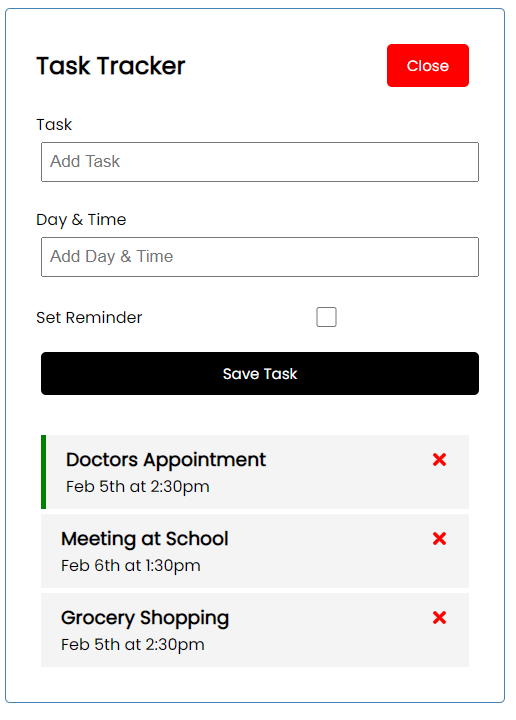 Task Tracker
Close
Task
Add Task
Day & Time
Add Day & Time
Set Reminder
Save Task
Doctors Appointment
Feb 5th at 2:30pm
Meeting at School
Feb 6th at 1:30pm
Grocery Shopping
Feb 5th at 2:30pm